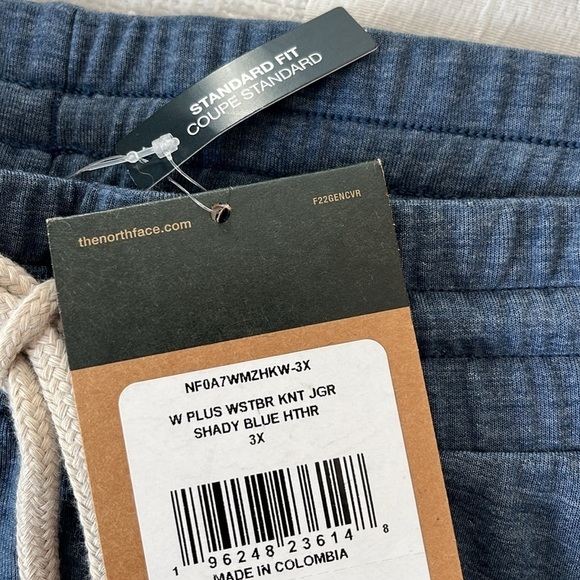 STANDARD FIT
COUPE STANDARD
thenorthface.com
F22GENCVR
NF0A7WMZHKW-3X
W PLUS WSTBR KNT JGR
SHADY BLUE HTHR
3X
1 96248 23614 8
MADE IN COLOMBIA